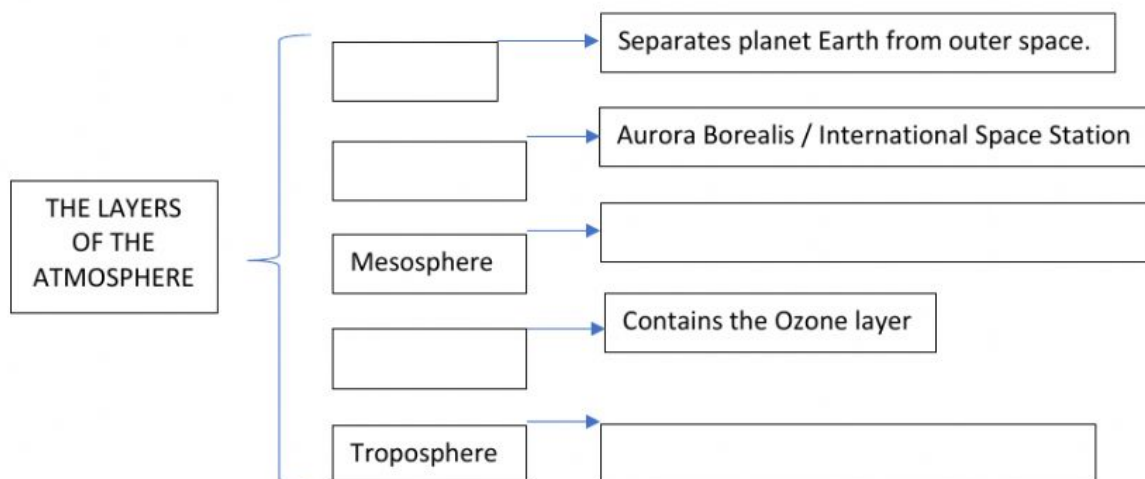 Separates planet Earth from outer space.
Aurora Borealis / International Space Station
THE LAYERS
OF THE
ATMOSPHERE
Mesosphere
Contains the Ozone layer
Troposphere